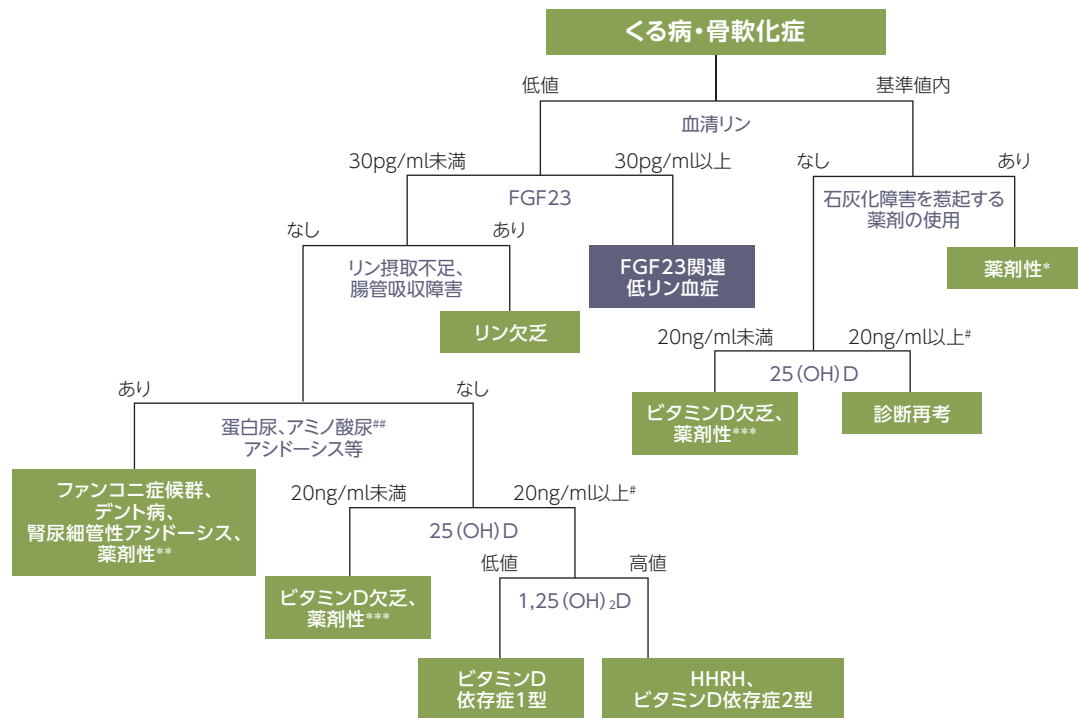 くる病・骨軟化症
低値
基準値内
血清リン
30pg/ml未満
30pg/ml以上
なし
あり
FGF23
石灰化障害を惹起する
薬剤の使用
なし
あり
リン摂取不足、
腸管吸収障害
FGF23関連
低リン血症
薬剤性*
リン欠乏
20ng/ml未満
20ng/ml以上#
25(OH)D
あり
なし
ビタミンD欠乏、
薬剤性***
診断再考
蛋白尿、アミノ酸尿##
アシドーシス等
ファンコニ症候群、
デント病、
腎尿細管性アシドーシス、
薬剤性**
20ng/ml未満
20ng/ml以上#
25(OH)D
低値
高値
ビタミンD欠乏、
薬剤性***
1,25(OH)₂D
ビタミンD
依存症1型
HHRH、
ビタミンD依存症2型